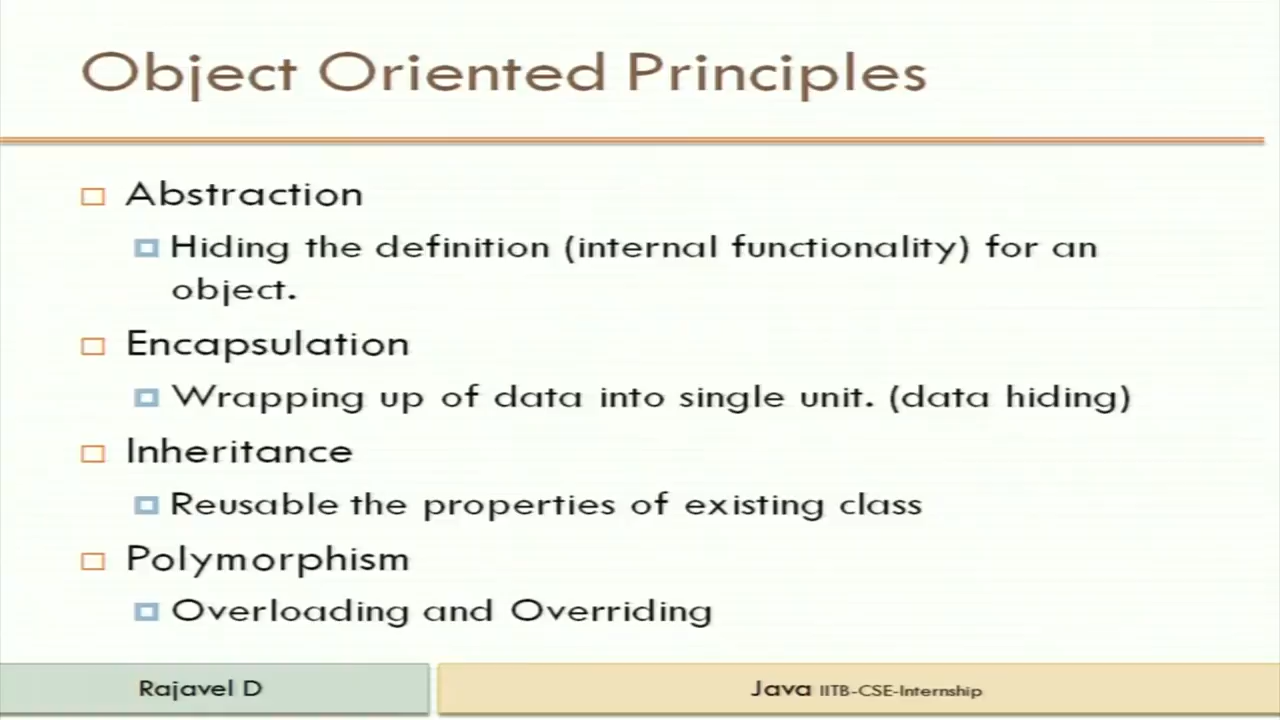 Object Oriented Principles
Abstraction
Hiding the definition (internal functionality) for an
object.
Encapsulation
Wrapping up of data into single unit. (data hiding)
Inheritance
Reusable the properties of existing class
Polymorphism
Overloading and Overriding
Rajavel D
Java IITB-CSE-Internship